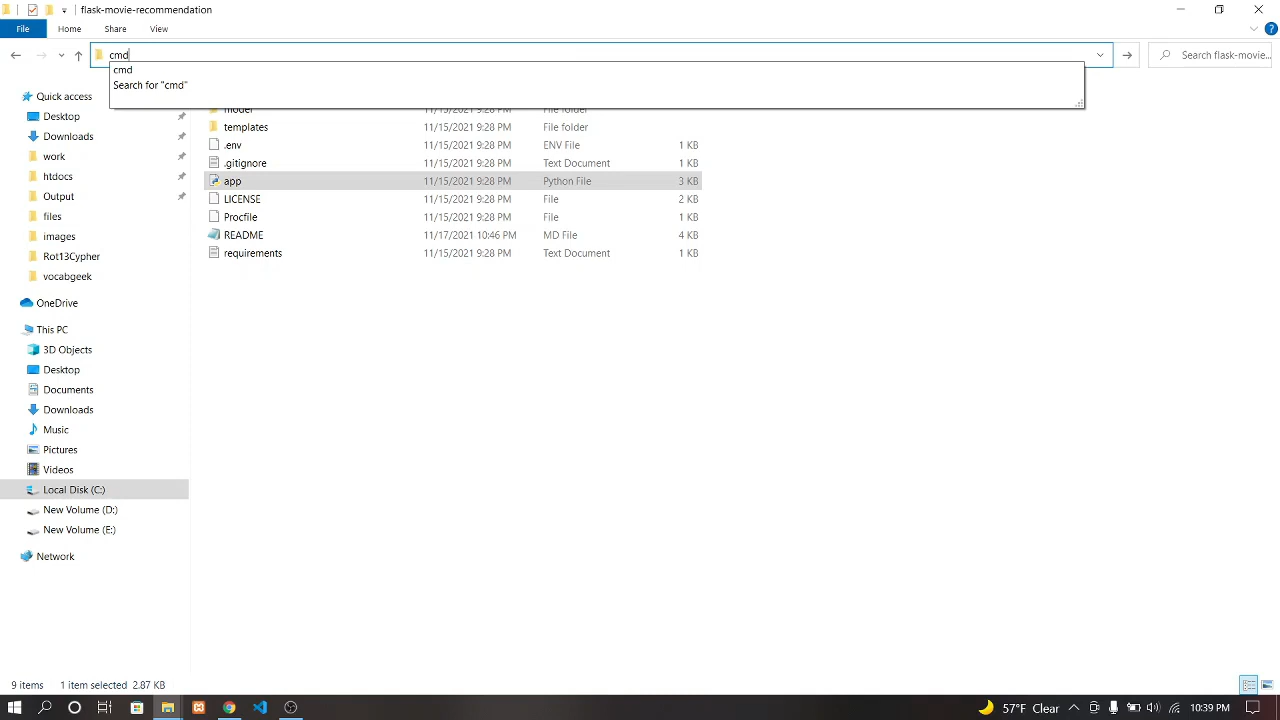 flask-movie-recommendation
File Home Share View
cmd Search flask-movie...
cmd
Search for "cmd"
Quick access
model 11/15/2021 9:28 PM File folder
Desktop
templates 11/15/2021 9:28 PM File folder
Downloads
.env 11/15/2021 9:28 PM ENV File 1 KB
work
.gitignore 11/15/2021 9:28 PM Text Document 1 KB
htdocs
app 11/15/2021 9:28 PM Python File 3 KB
Output
LICENSE 11/15/2021 9:28 PM File 2 KB
files
Procfile 11/15/2021 9:28 PM File 1 KB
images
README 11/17/2021 10:46 PM MD File 4 KB
Rot13Cypher
requirements 11/15/2021 9:28 PM Text Document 1 KB
vocabgeek
OneDrive
This PC
3D Objects
Desktop
Documents
Downloads
Music
Pictures
Videos
Local Disk (C:)
New Volume (D:)
New Volume (E:)
Network
9 items 1 item selected 2.87 KB
57°F Clear 10:39 PM